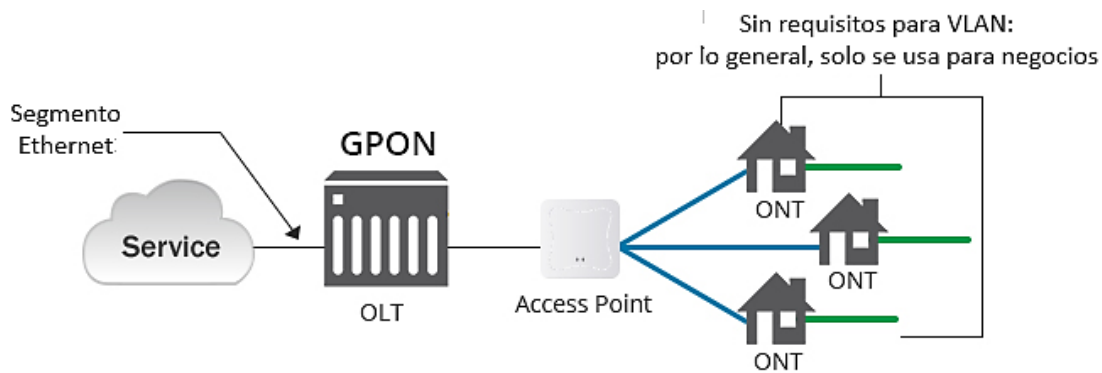 Sin requisitos para VLAN:
por lo general, solo se usa para negocios
Segmento
Ethernet:
GPON
Service
OLT
Access Point
ONT
ONT
ONT